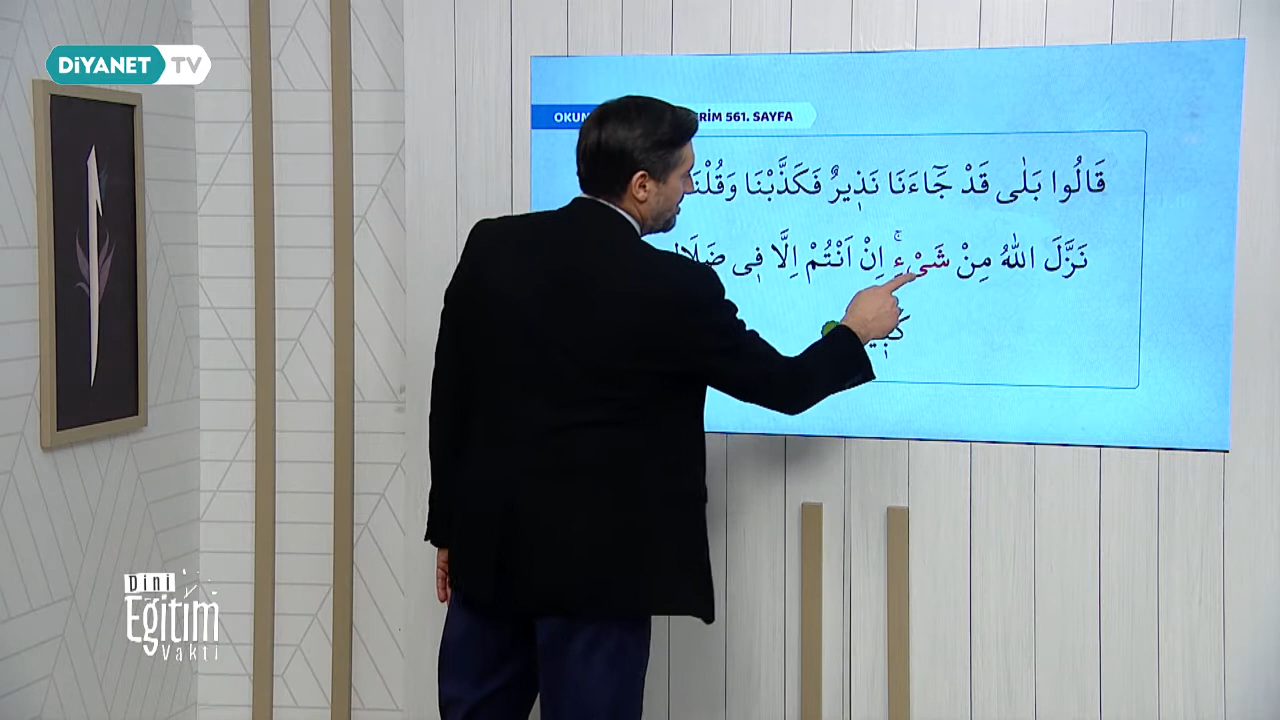 DİYANET TV
OKUN
RİM 561. SAYFA
قَالُوا بَلٰى قَدْ جَٓاءَنَا نَذٖيرٌ فَكَذَّبْنَا وَقُلْنَا
نَزَّلَ اللّٰهُ مِنْ شَيْءٍۚ اِنْ اَنْتُمْ اِلَّا فٖى ضَلَالٍ
Dini
Eğitim
Vakti